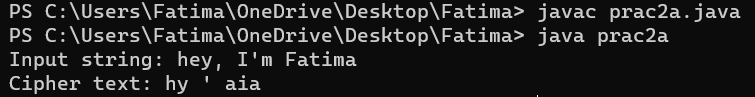 PS C:\Users\Fatima\OneDrive\Desktop\Fatima> javac prac2a.java
PS C:\Users\Fatima\OneDrive\Desktop\Fatima> java prac2a
Input string: hey, I'm Fatima
Cipher text: hy ' aia